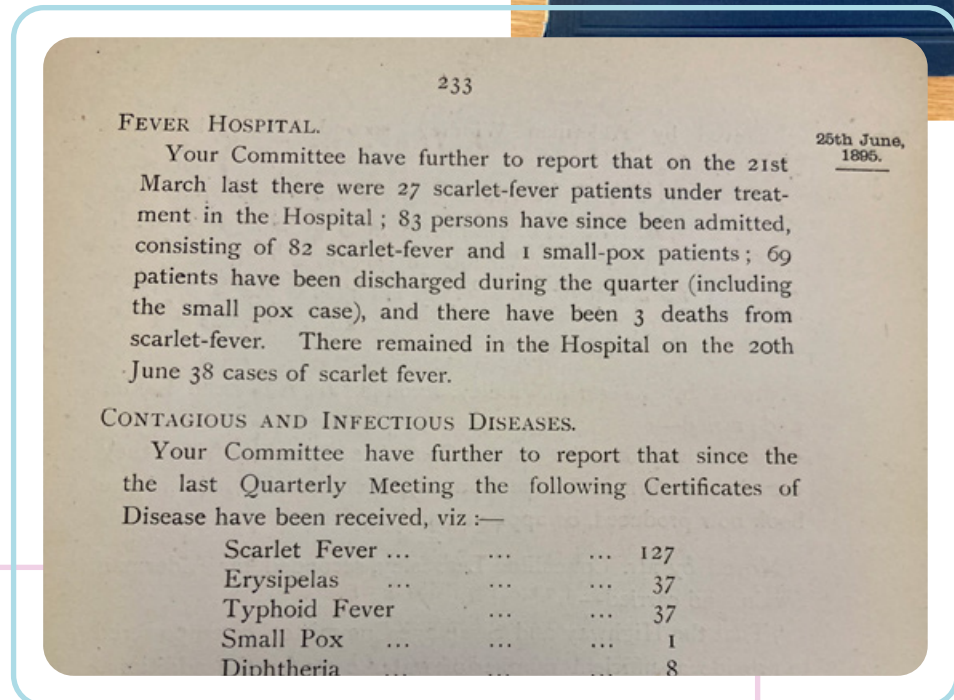 233
FEVER HOSPITAL.
25th June,
1895.
Your Committee have further to report that on the 21st
March last there were 27 scarlet-fever patients under treat-
ment in the Hospital ; 83 persons have since been admitted,
consisting of 82 scarlet-fever and 1 small-pox patients ; 69
patients have been discharged during the quarter (including
the small pox case), and there have been 3 deaths from
scarlet-fever. There remained in the Hospital on the 20th
June 38 cases of scarlet fever.
CONTAGIOUS AND INFECTIOUS DISEASES.
Your Committee have further to report that since the
the last Quarterly Meeting the following Certificates of
Disease have been received, viz :—
Scarlet Fever ... ... ... 127
Erysipelas ... ... ... 37
Typhoid Fever ... ... 37
Small Pox ... ... ... 1
Diphtheria ... ... ... 8